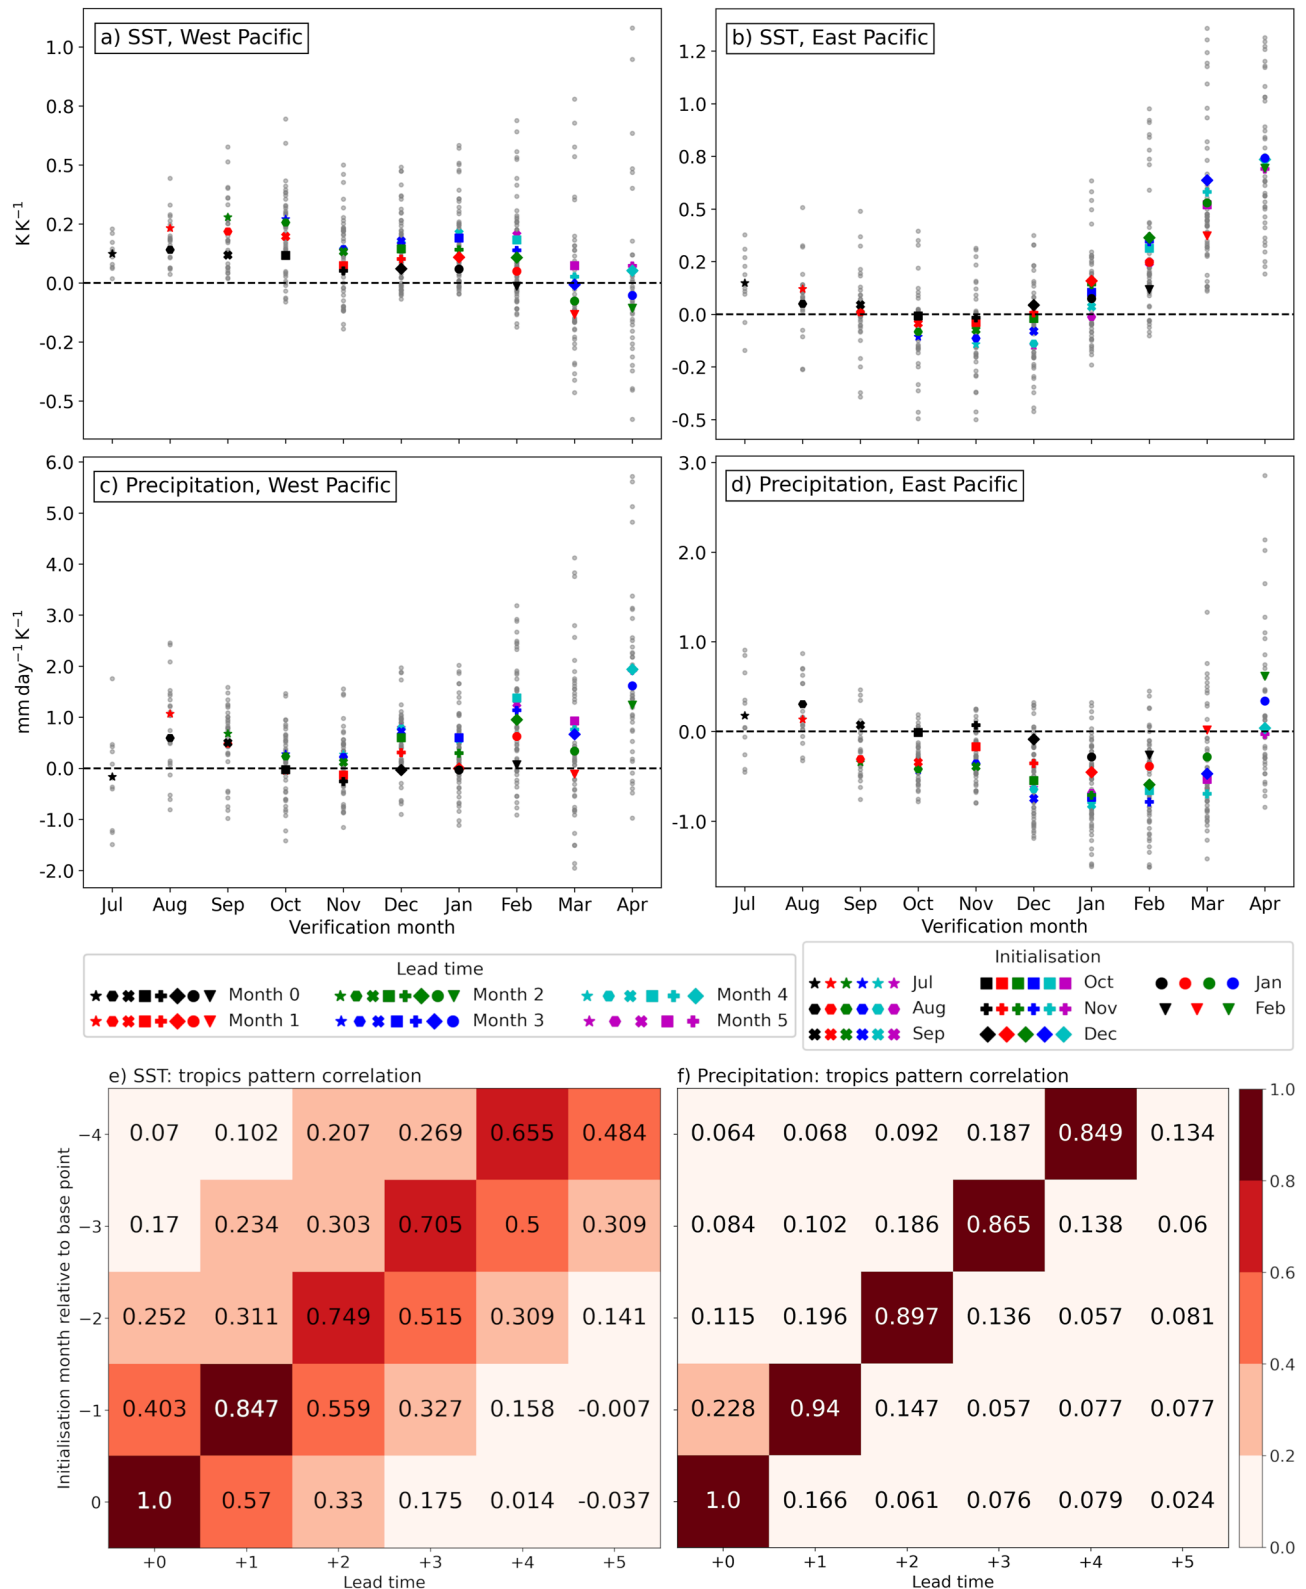 a) SST, West Pacific
1.0
0.8
0.5
0.2
0.0
-0.2
-0.5
K K⁻¹
b) SST, East Pacific
1.2
1.0
0.8
0.5
0.2
0.0
-0.2
-0.5
c) Precipitation, West Pacific
6.0
5.0
4.0
3.0
2.0
1.0
0.0
-1.0
-2.0
mm day⁻¹ K⁻¹
Jul Aug Sep Oct Nov Dec Jan Feb Mar Apr
Verification month
d) Precipitation, East Pacific
3.0
2.0
1.0
0.0
-1.0
Jul Aug Sep Oct Nov Dec Jan Feb Mar Apr
Verification month
Lead time
Month 0 Month 2 Month 4
Month 1 Month 3 Month 5
Initialisation
Jul Oct Jan
Aug Nov Feb
Sep Dec
e) SST: tropics pattern correlation
Initialisation month relative to base point
−4 0.07 0.102 0.207 0.269 0.655 0.484
−3 0.17 0.234 0.303 0.705 0.5 0.309
−2 0.252 0.311 0.749 0.515 0.309 0.141
−1 0.403 0.847 0.559 0.327 0.158 -0.007
0 1.0 0.57 0.33 0.175 0.014 -0.037
+0 +1 +2 +3 +4 +5
Lead time
f) Precipitation: tropics pattern correlation
0.064 0.068 0.092 0.187 0.849 0.134
0.084 0.102 0.186 0.865 0.138 0.06
0.115 0.196 0.897 0.136 0.057 0.081
0.228 0.94 0.147 0.057 0.077 0.077
1.0 0.166 0.061 0.076 0.079 0.024
+0 +1 +2 +3 +4 +5
Lead time
1.0
0.8
0.6
0.4
0.2
0.0